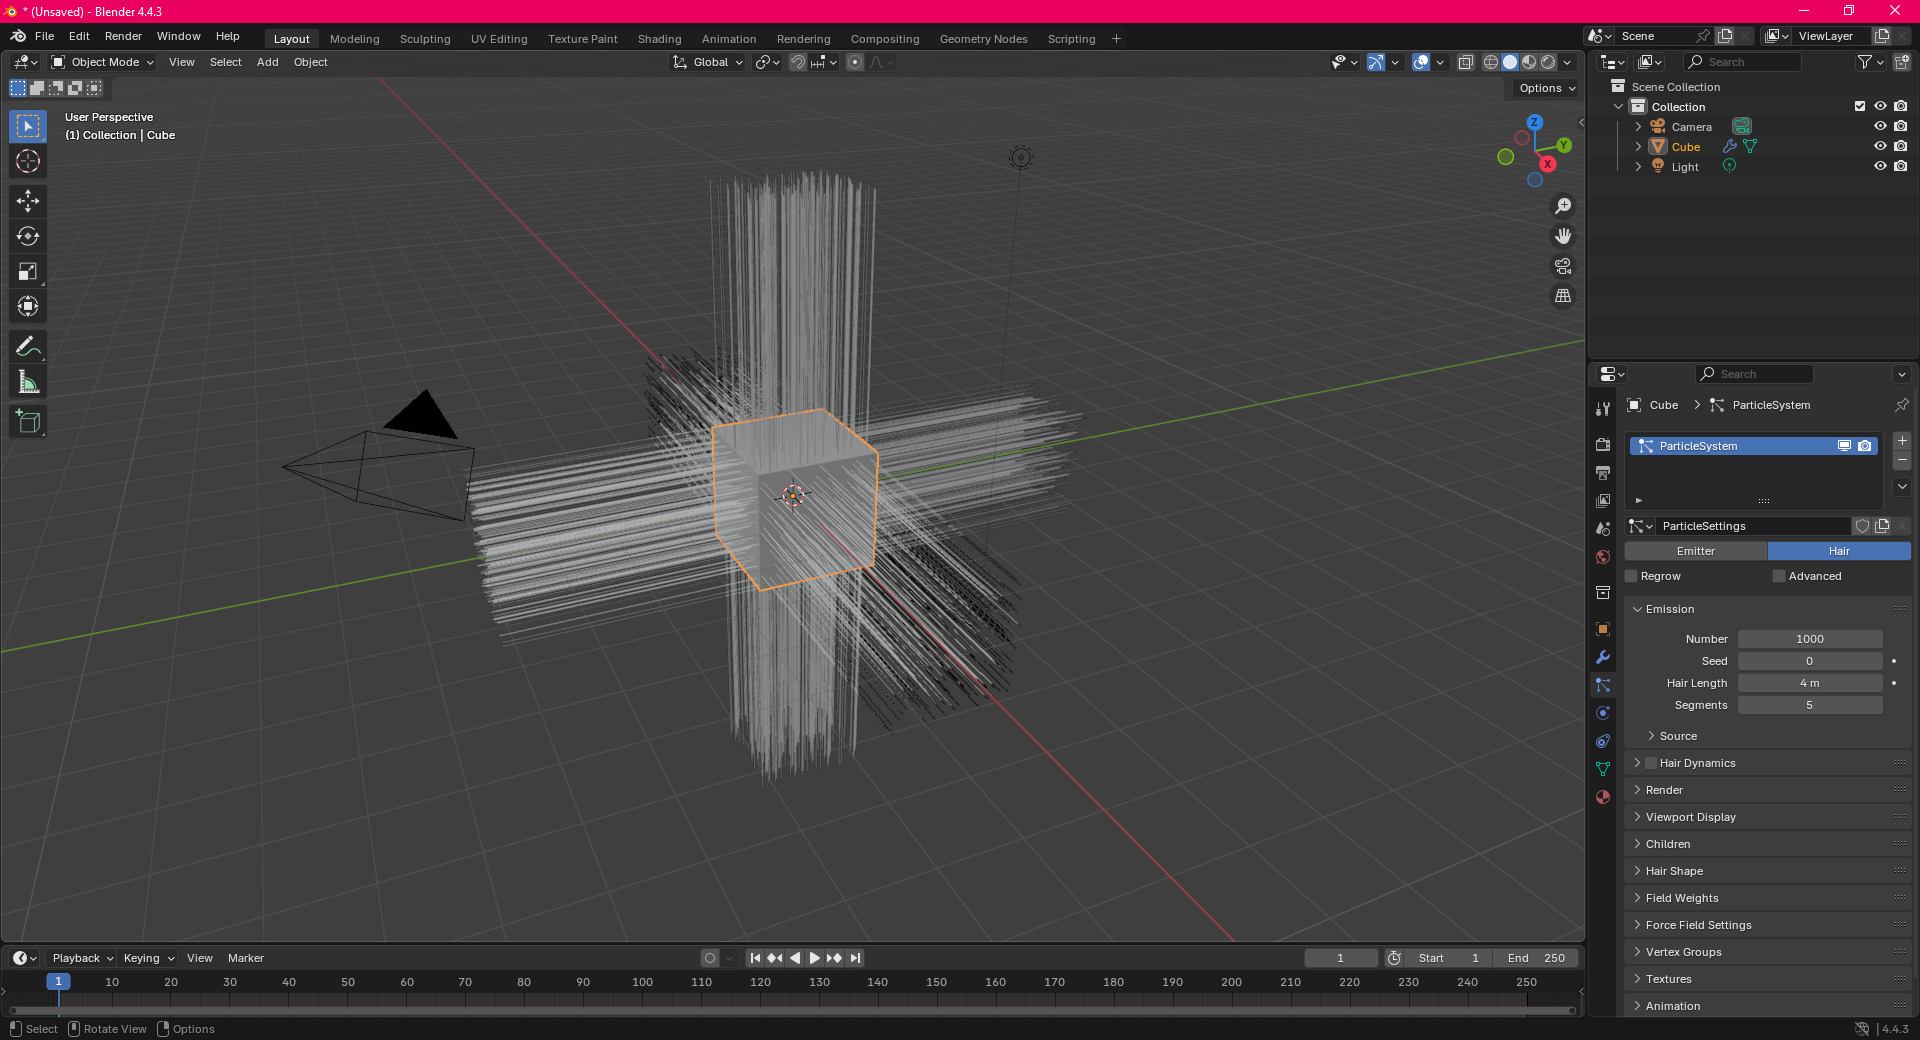 * (Unsaved) - Blender 4.4.3
File Edit Render Window Help Layout Modeling Sculpting UV Editing Texture Paint Shading Animation Rendering Compositing Geometry Nodes Scripting + Scene ViewLayer
Object Mode View Select Add Object Global Search
Options
User Perspective
(1) Collection | Cube
Z
Y
X
Scene Collection
Collection
Camera
Cube
Light
Search
Cube > ParticleSystem
ParticleSystem
ParticleSettings
Emitter Hair
Regrow Advanced
Emission
Number 1000
Seed 0
Hair Length 4 m
Segments 5
Source
Hair Dynamics
Render
Viewport Display
Children
Hair Shape
Field Weights
Force Field Settings
Vertex Groups
Textures
Animation
Playback Keying View Marker 1 Start 1 End 250
1 10 20 30 40 50 60 70 80 90 100 110 120 130 140 150 160 170 180 190 200 210 220 230 240 250
Select Rotate View Options 4.4.3